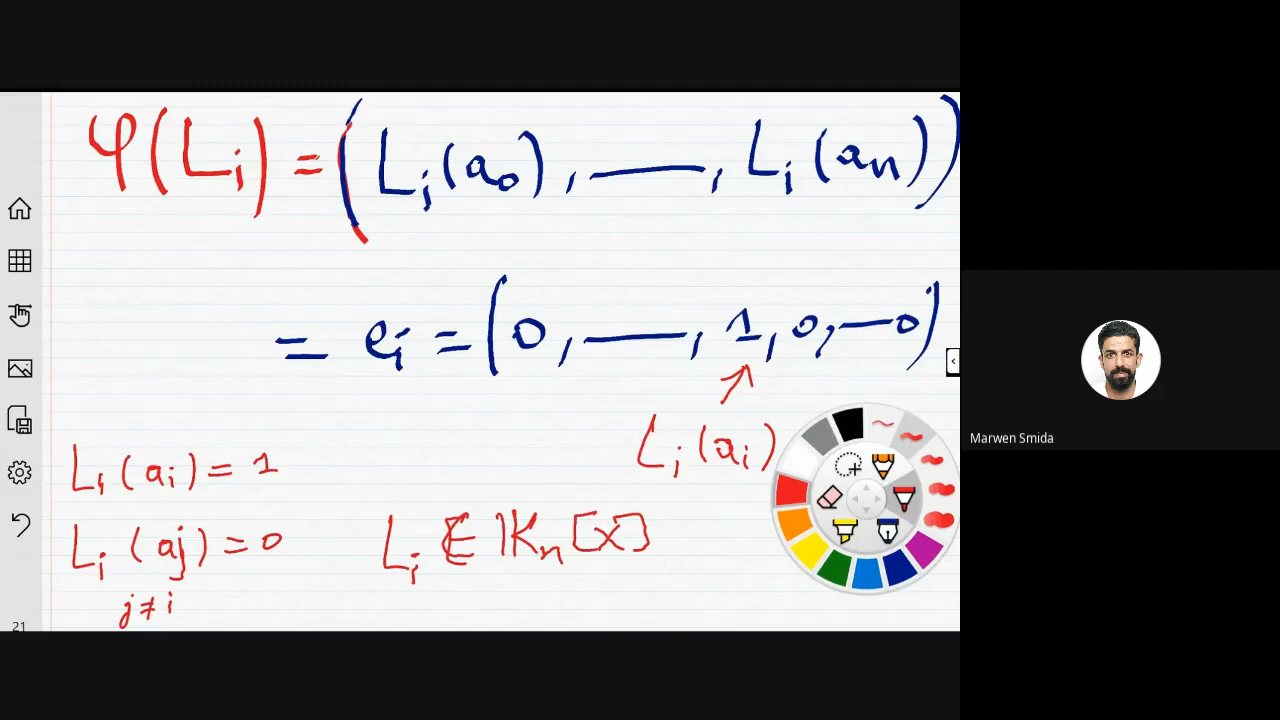 φ(Lᵢ) = (Lᵢ(a₀), ——, Lᵢ(aₙ))
= eᵢ = (0, ——, 1, 0, — 0)
Lᵢ(aᵢ)
Lᵢ(aᵢ) = 1
Lᵢ(aⱼ) = 0
j ≠ i
Lᵢ ∈ 𝕂ₙ[X]
21
Marwen Smida